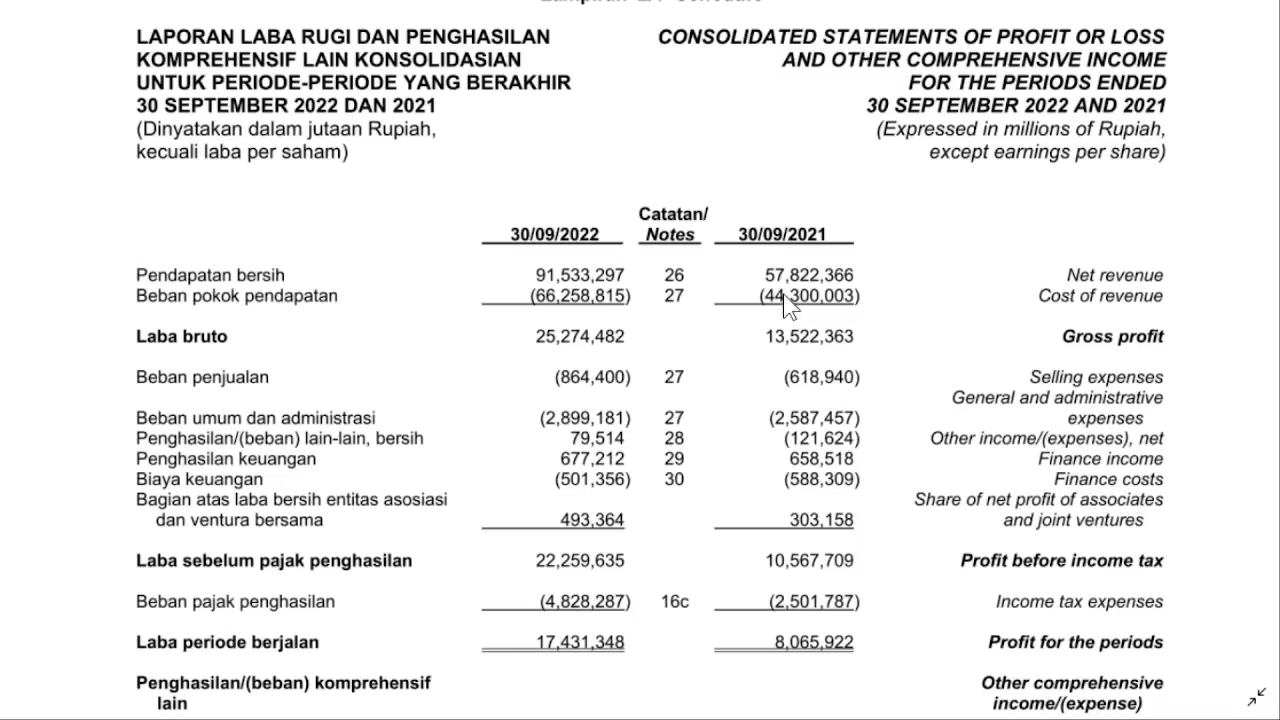 LAPORAN LABA RUGI DAN PENGHASILAN CONSOLIDATED STATEMENTS OF PROFIT OR LOSS
KOMPREHENSIF LAIN KONSOLIDASIAN AND OTHER COMPREHENSIVE INCOME
UNTUK PERIODE-PERIODE YANG BERAKHIR FOR THE PERIODS ENDED
30 SEPTEMBER 2022 DAN 2021 30 SEPTEMBER 2022 AND 2021
(Dinyatakan dalam jutaan Rupiah, (Expressed in millions of Rupiah,
kecuali laba per saham) except earnings per share)
Catatan/
30/09/2022 Notes 30/09/2021
Pendapatan bersih 91,533,297 26 57,822,366 Net revenue
Beban pokok pendapatan (66,258,815) 27 (44,300,003) Cost of revenue
Laba bruto 25,274,482 13,522,363 Gross profit
Beban penjualan (864,400) 27 (618,940) Selling expenses
General and administrative
Beban umum dan administrasi (2,899,181) 27 (2,587,457) expenses
Penghasilan/(beban) lain-lain, bersih 79,514 28 (121,624) Other income/(expenses), net
Penghasilan keuangan 677,212 29 658,518 Finance income
Biaya keuangan (501,356) 30 (588,309) Finance costs
Bagian atas laba bersih entitas asosiasi Share of net profit of associates
dan ventura bersama 493,364 303,158 and joint ventures
Laba sebelum pajak penghasilan 22,259,635 10,567,709 Profit before income tax
Beban pajak penghasilan (4,828,287) 16c (2,501,787) Income tax expenses
Laba periode berjalan 17,431,348 8,065,922 Profit for the periods
Penghasilan/(beban) komprehensif Other comprehensive
lain income/(expense)